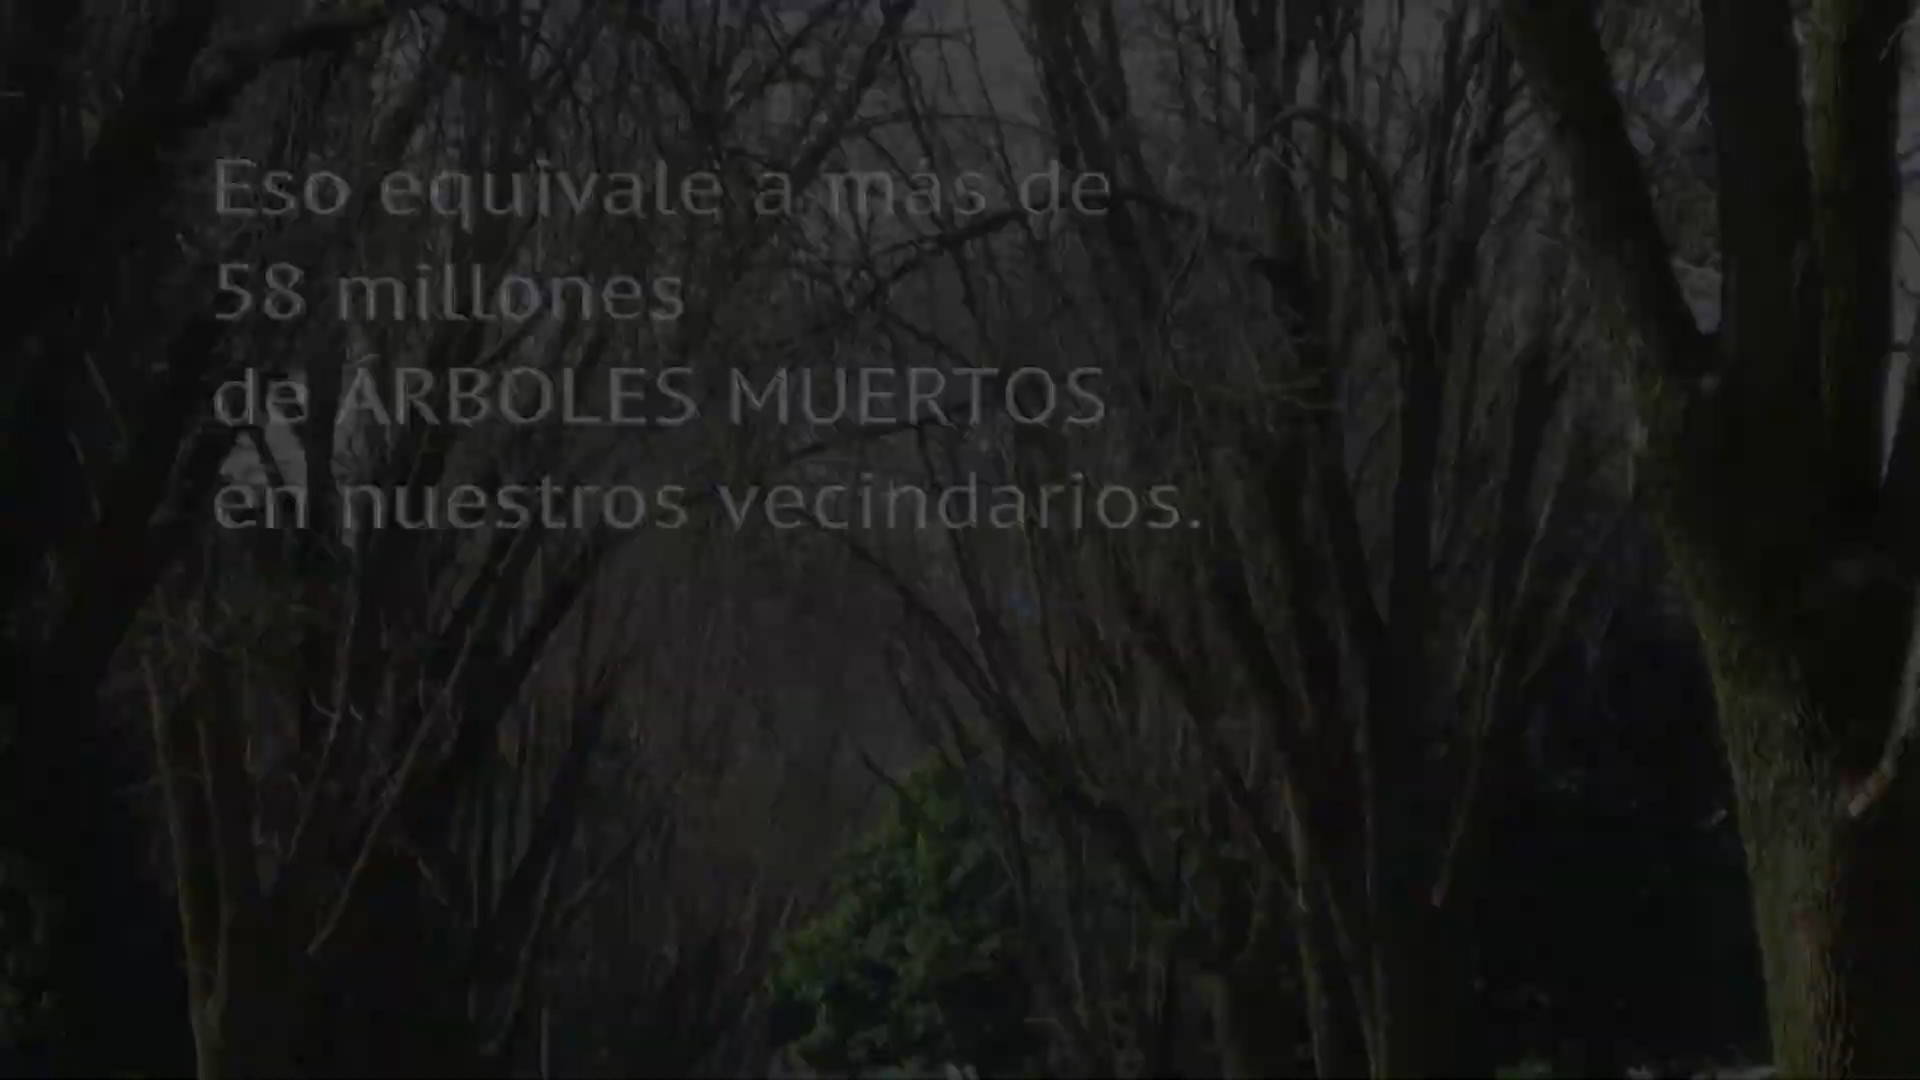 Eso equivale a más de
58 millones
de ÁRBOLES MUERTOS
en nuestros vecindarios.